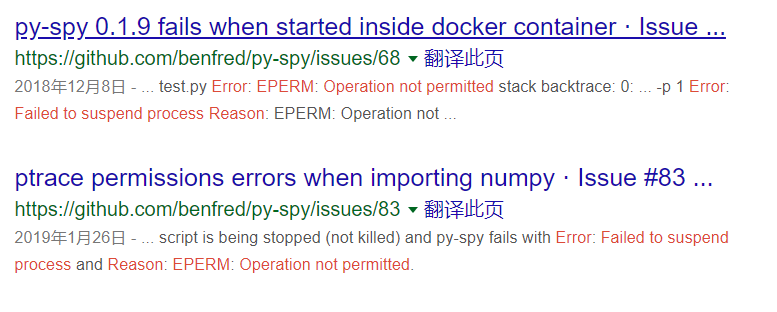 py-spy 0.1.9 fails when started inside docker container · Issue ...
https://github.com/benfred/py-spy/issues/68 翻译此页
2018年12月8日 - ... test.py Error: EPERM: Operation not permitted stack backtrace: 0: ... -p 1 Error:
Failed to suspend process Reason: EPERM: Operation not ...
ptrace permissions errors when importing numpy · Issue #83 ...
https://github.com/benfred/py-spy/issues/83 翻译此页
2019年1月26日 - ... script is being stopped (not killed) and py-spy fails with Error: Failed to suspend
process and Reason: EPERM: Operation not permitted.